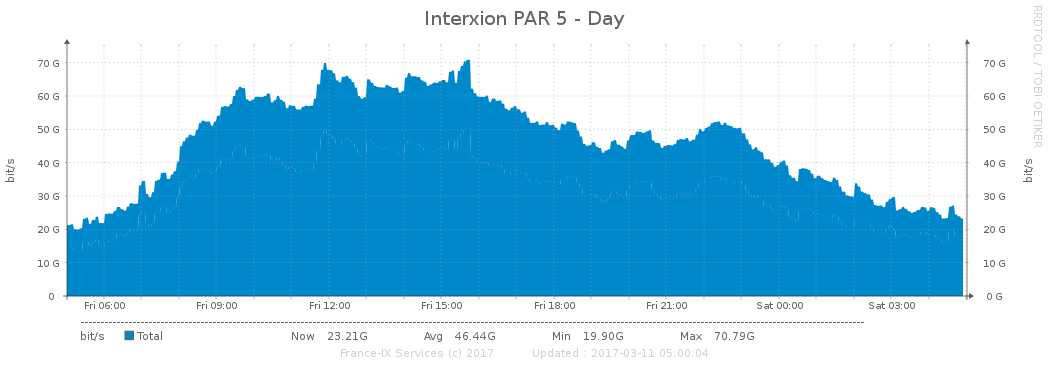 Interxion PAR 5 - Day
RRDTOOL / TOBI OETIKER
bit/s
bit/s
70 G 70 G
60 G 60 G
50 G 50 G
40 G 40 G
30 G 30 G
20 G 20 G
10 G 10 G
0 0 G
Fri 06:00 Fri 09:00 Fri 12:00 Fri 15:00 Fri 18:00 Fri 21:00 Sat 00:00 Sat 03:00
bit/s Total Now 23.21G Avg 46.44G Min 19.90G Max 70.79G
France-IX Services (c) 2017 Updated : 2017-03-11 05:00:04